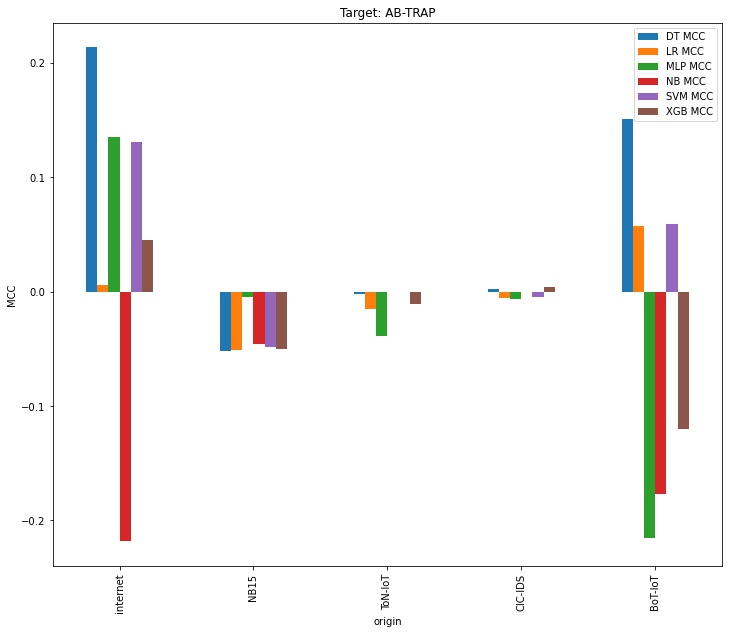 Target: AB-TRAP
DT MCC
LR MCC
MLP MCC
NB MCC
SVM MCC
XGB MCC
0.2
0.1
0.0
−0.1
−0.2
MCC
internet
NB15
ToN-IoT
CIC-IDS
BoT-IoT
origin